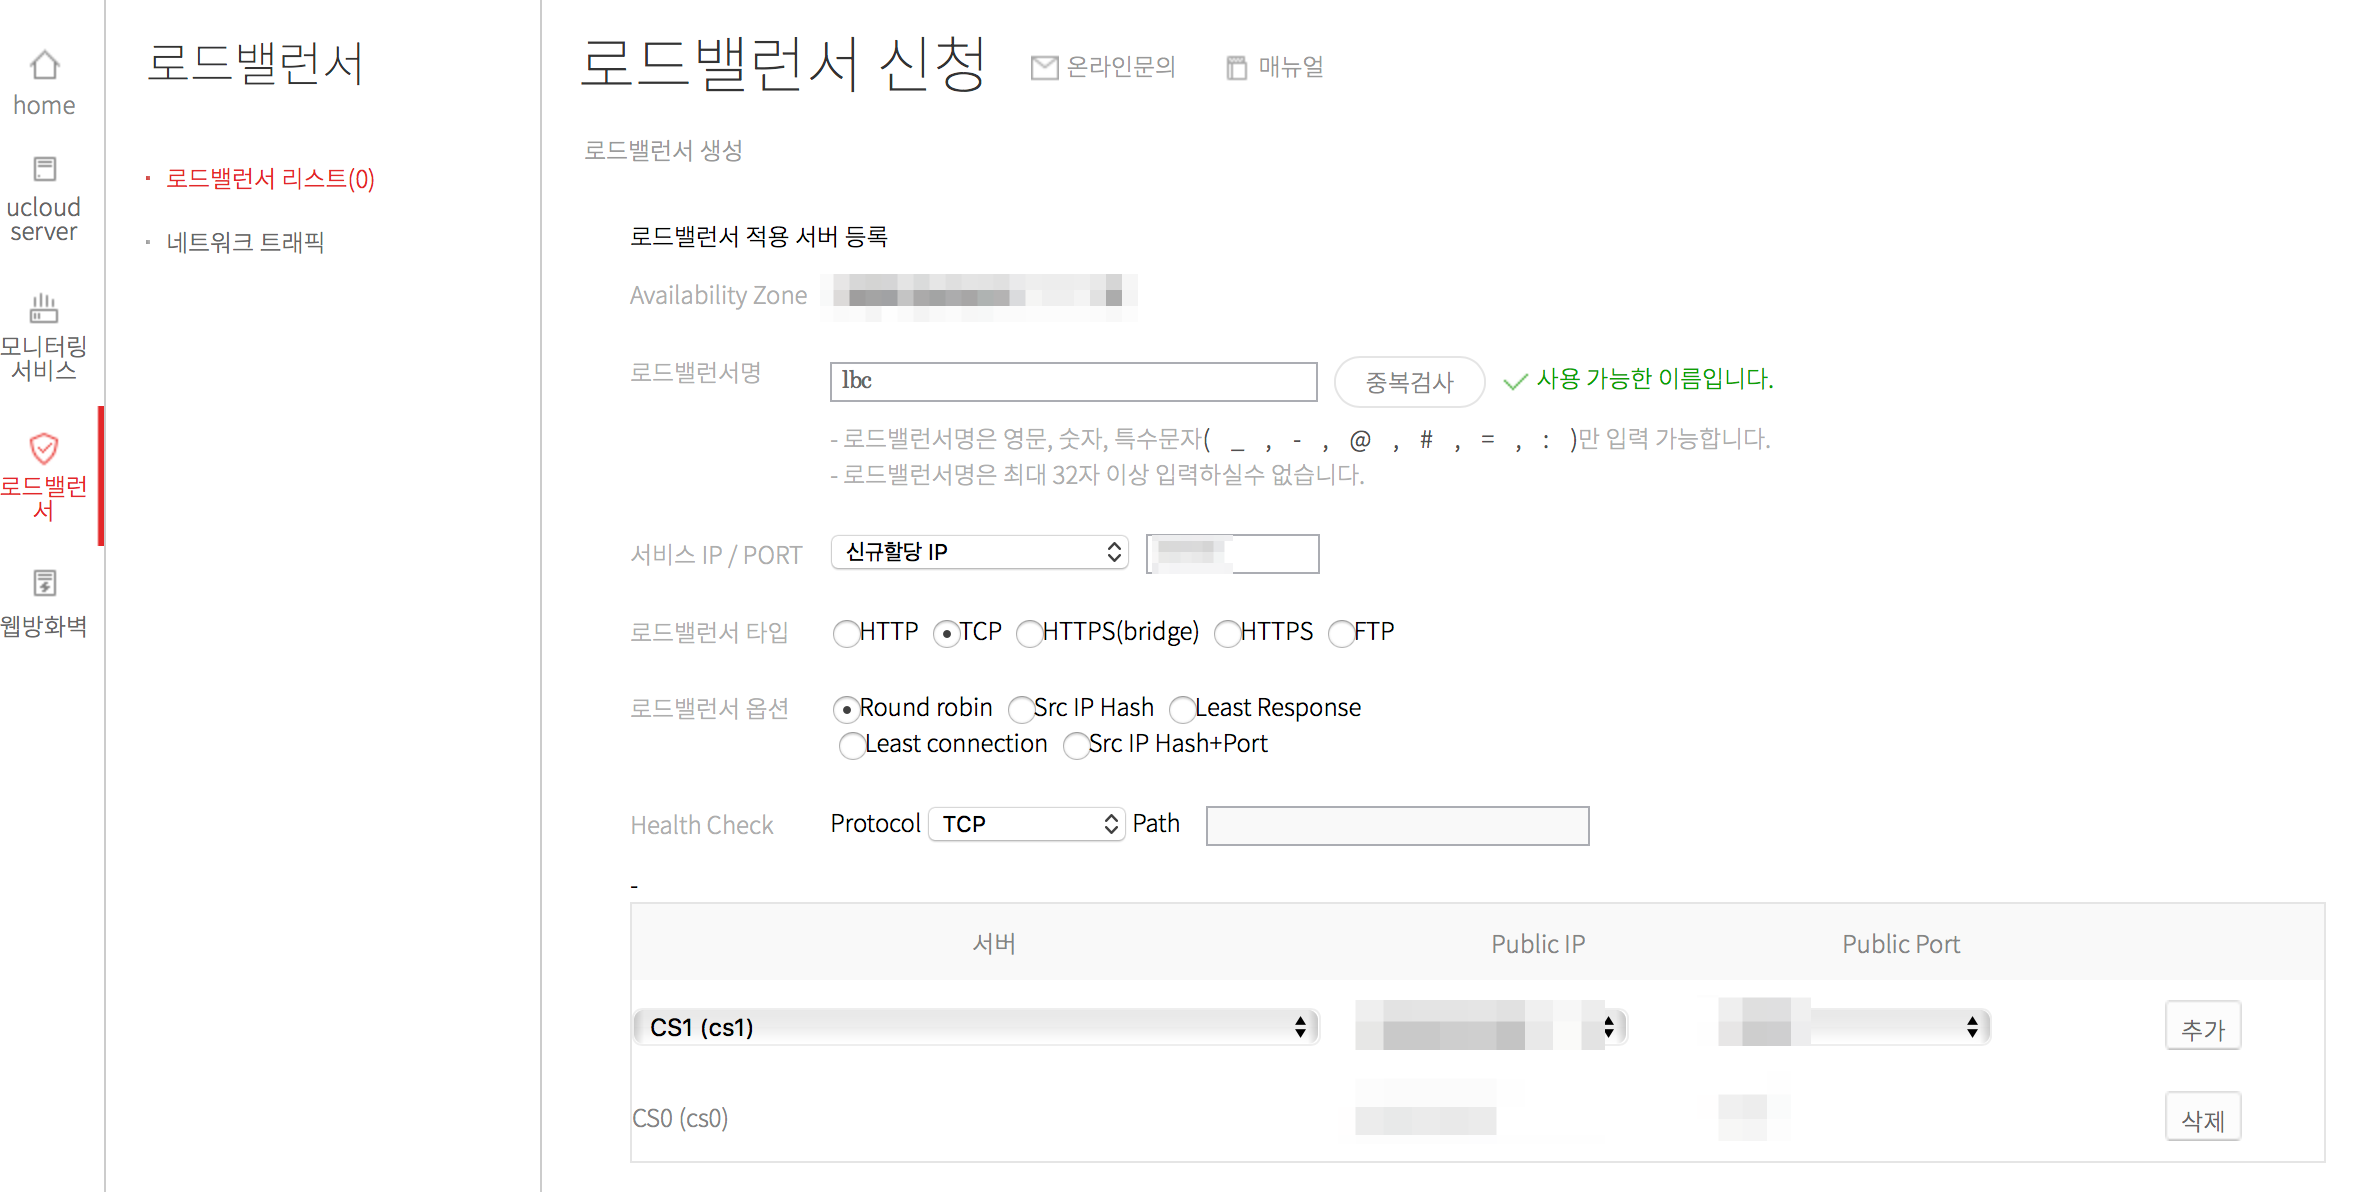 home
ucloud
server
모니터링
서비스
로드밸런
서
웹방화벽
로드밸런서
· 로드밸런서 리스트(0)
· 네트워크 트래픽
로드밸런서 신청 온라인문의 매뉴얼
로드밸런서 생성
로드밸런서 적용 서버 등록
Availability Zone
로드밸런서명 lbc 중복검사 사용 가능한 이름입니다.
- 로드밸런서명은 영문, 숫자, 특수문자( _ , - , @ , # , = , : )만 입력 가능합니다.
- 로드밸런서명은 최대 32자 이상 입력하실수 없습니다.
서비스 IP / PORT 신규할당 IP
로드밸런서 타입 HTTP TCP HTTPS(bridge) HTTPS FTP
로드밸런서 옵션 Round robin Src IP Hash Least Response
Least connection Src IP Hash+Port
Health Check Protocol TCP Path
-
서버 Public IP Public Port
CS1 (cs1) 추가
CS0 (cs0) 삭제